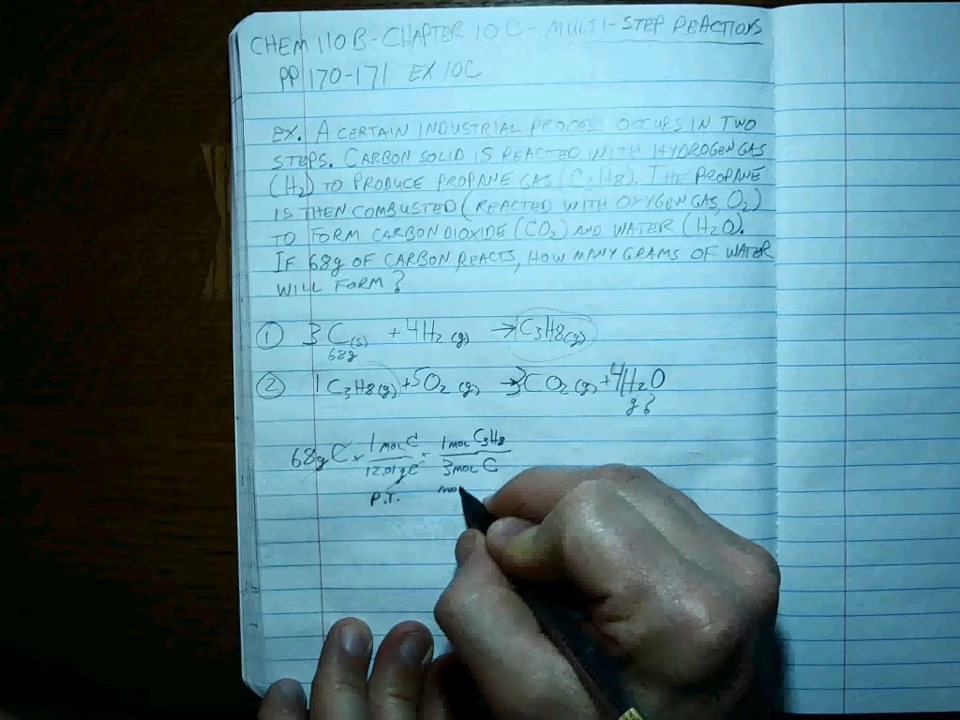 CHEM 110B - CHAPTER 10C - MULTI-STEP REACTIONS
PP 170-171 EX 10C
EX. A CERTAIN INDUSTRIAL PROCESS OCCURS IN TWO
STEPS. CARBON SOLID IS REACTED WITH HYDROGEN GAS
(H2) TO PRODUCE PROPANE GAS (C3H8). THE PROPANE
IS THEN COMBUSTED (REACTED WITH OXYGEN GAS, O2)
TO FORM CARBON DIOXIDE (CO2) AND WATER (H2O).
IF 68g OF CARBON REACTS, HOW MANY GRAMS OF WATER
WILL FORM?
① 3C(s) + 4H2(g) → 1C3H8(g)
68g
② 1C3H8(g) + 5O2(g) → 3CO2(g) + 4H2O
g?
1 mol C 1 mol C3H8
68g C x
12.01g C 3 mol C
P.T. mo